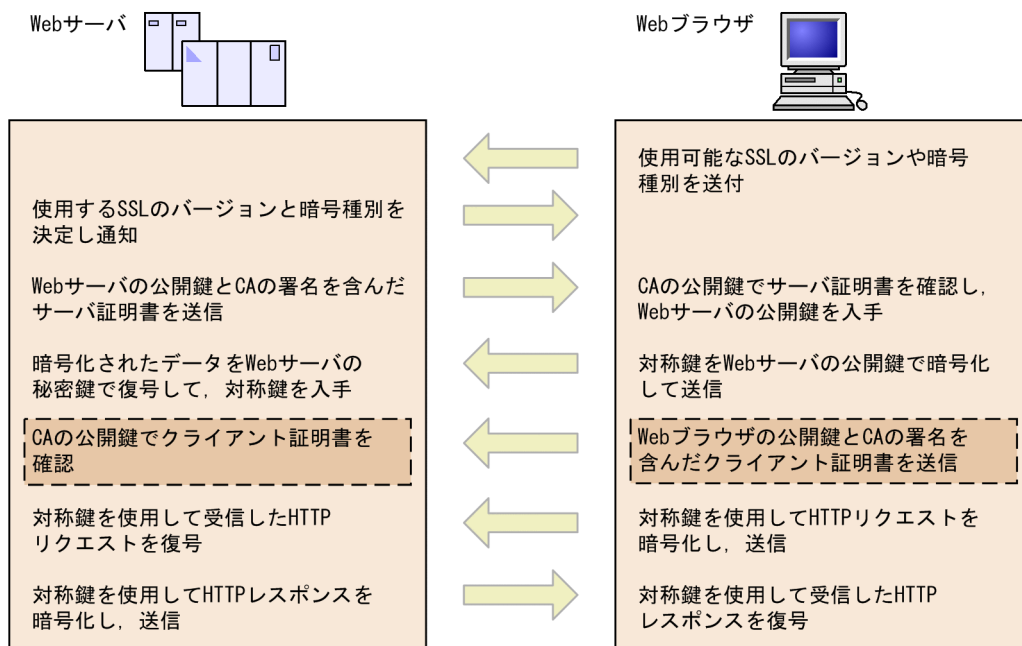 Webサーバ
Webブラウザ
使用可能なSSLのバージョンや暗号
種別を送付
使用するSSLのバージョンと暗号種別を
決定し通知
Webサーバの公開鍵とCAの署名を含んだ
サーバ証明書を送信
CAの公開鍵でサーバ証明書を確認し，
Webサーバの公開鍵を入手
暗号化されたデータをWebサーバの
秘密鍵で復号して，対称鍵を入手
対称鍵をWebサーバの公開鍵で暗号化
して送信
CAの公開鍵でクライアント証明書を
確認
Webブラウザの公開鍵とCAの署名を
含んだクライアント証明書を送信
対称鍵を使用して受信したHTTP
リクエストを復号
対称鍵を使用してHTTPリクエストを
暗号化し，送信
対称鍵を使用してHTTPレスポンスを
暗号化し，送信
対称鍵を使用して受信したHTTP
レスポンスを復号